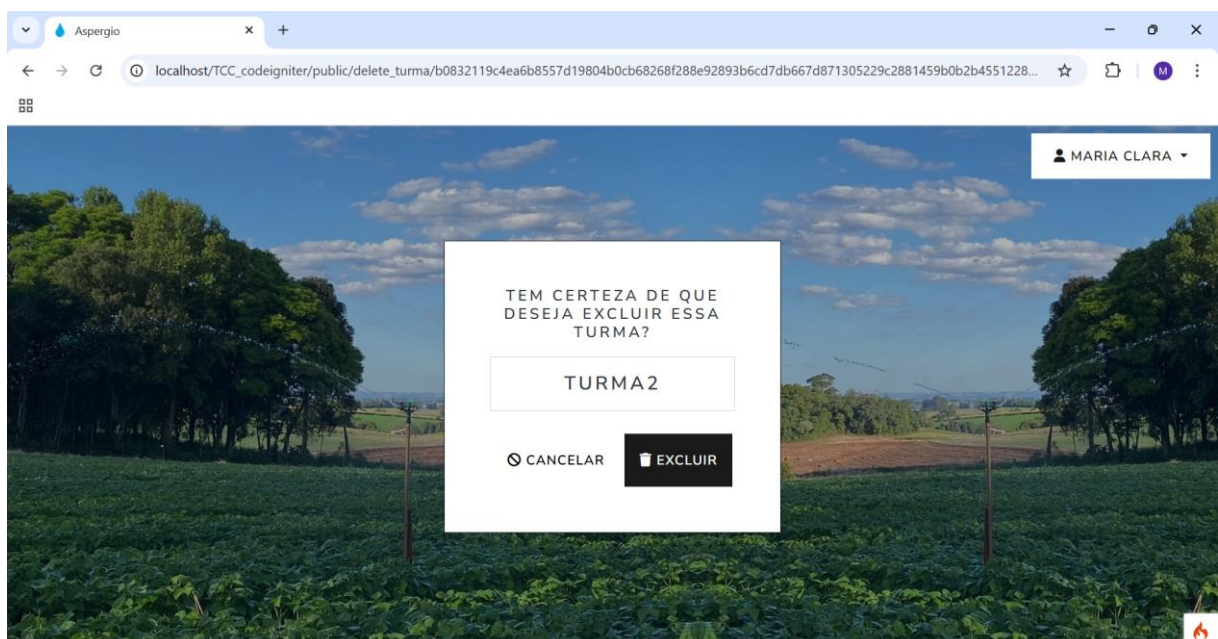 Aspergio
localhost/TCC_codeigniter/public/delete_turma/b0832119c4ea6b8557d19804b0cb68268f288e92893b6cd7db667d871305229c2881459b0b2b4551228...
M
MARIA CLARA
TEM CERTEZA DE QUE
DESEJA EXCLUIR ESSA
TURMA?
TURMA2
CANCELAR EXCLUIR